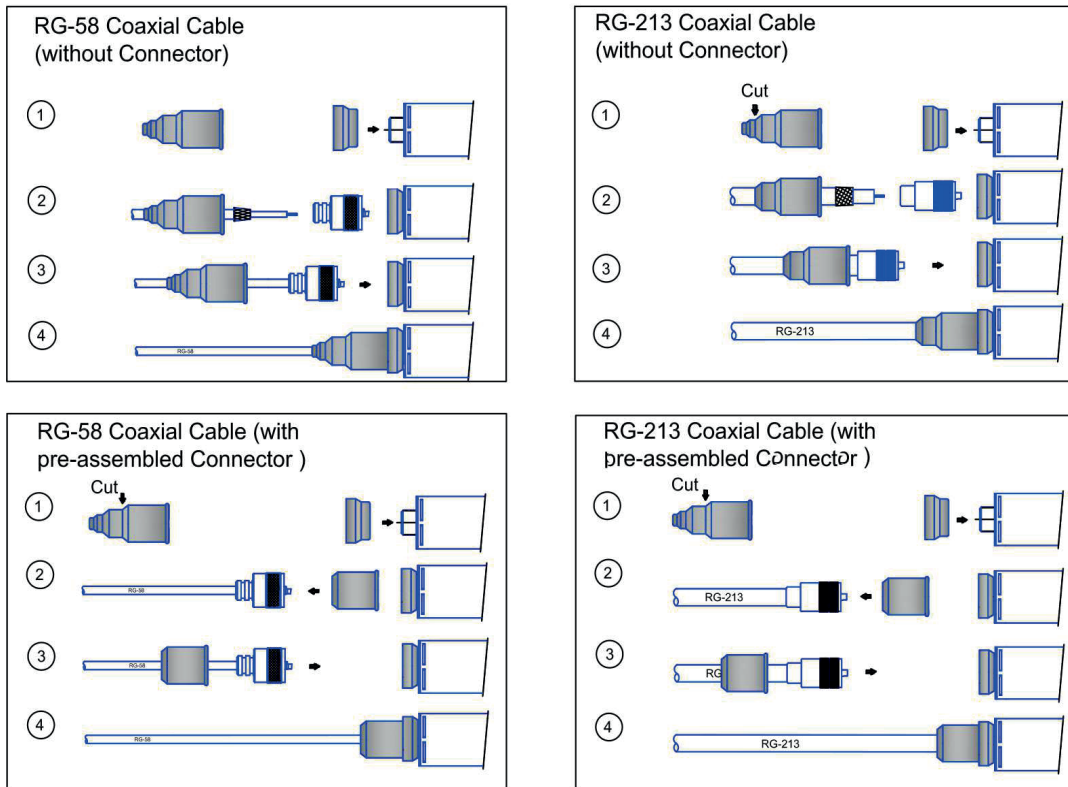 RG-58 Coaxial Cable
(without Connector)
1
2
3
4
RG-58
RG-213 Coaxial Cable
(without Connector)
Cut
1
2
3
4
RG-213
RG-58 Coaxial Cable (with
pre-assembled Connector )
Cut
1
2
RG-58
3
RG-58
4
RG-58
RG-213 Coaxial Cable (with
pre-assembled Connector )
Cut
1
2
RG-213
3
RG
4
RG-213